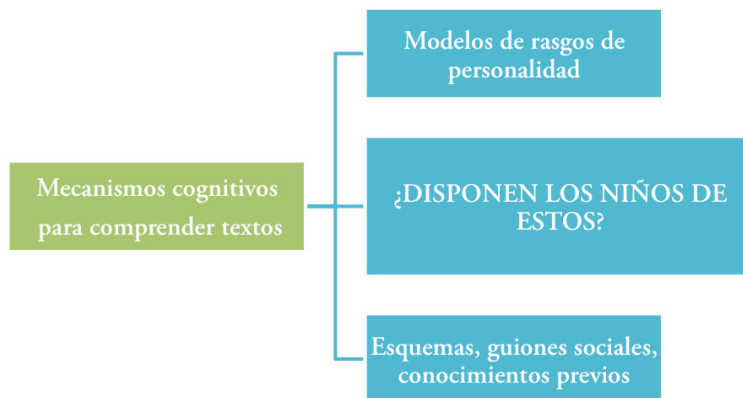 Modelos de rasgos de
personalidad
Mecanismos cognitivos
para comprender textos
¿DISPONEN LOS NIÑOS DE
ESTOS?
Esquemas, guiones sociales,
conocimientos previos